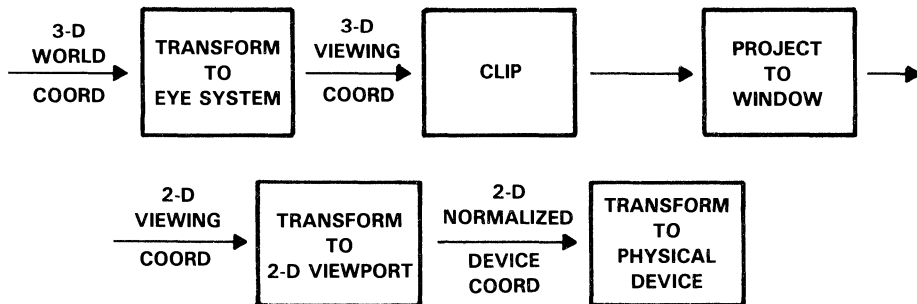 3-D
WORLD
COORD
TRANSFORM
TO
EYE SYSTEM
3-D
VIEWING
COORD
CLIP
PROJECT
TO
WINDOW
2-D
VIEWING
COORD
TRANSFORM
TO
2-D VIEWPORT
2-D
NORMALIZED
DEVICE
COORD
TRANSFORM
TO
PHYSICAL
DEVICE